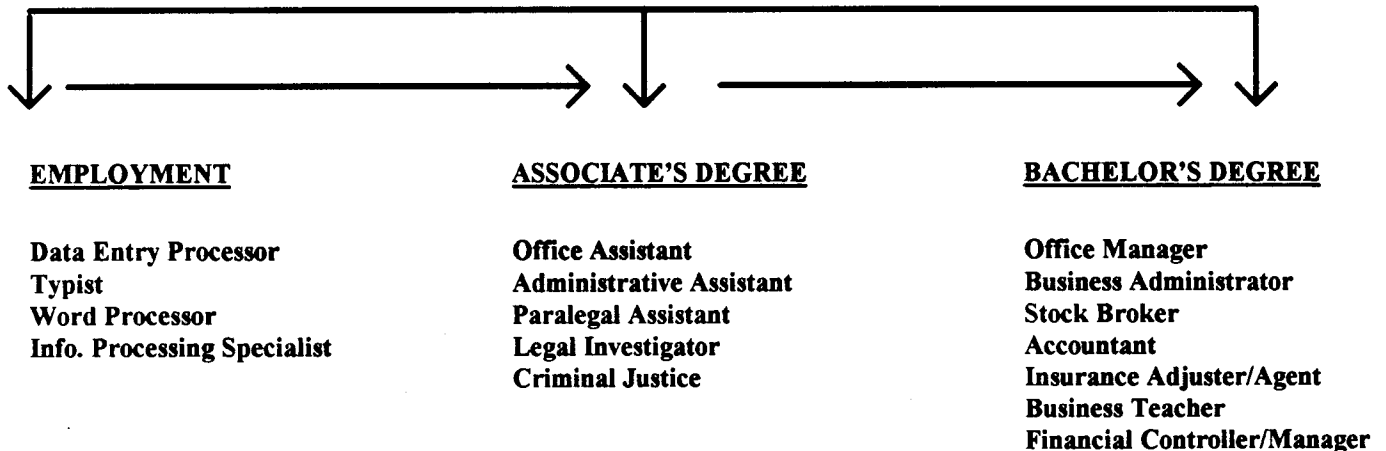 EMPLOYMENT
Data Entry Processor
Typist
Word Processor
Info. Processing Specialist
ASSOCIATE'S DEGREE
Office Assistant
Administrative Assistant
Paralegal Assistant
Legal Investigator
Criminal Justice
BACHELOR'S DEGREE
Office Manager
Business Administrator
Stock Broker
Accountant
Insurance Adjuster/Agent
Business Teacher
Financial Controller/Manager